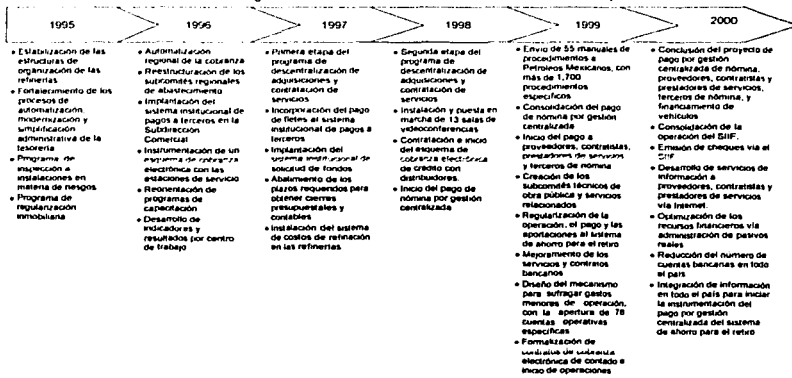 1995
• Estabilización de las
estructuras de
organización de las
refinerías
• Fortalecimiento de los
procesos de
automatización,
modernización y
simplificación
administrativa de la
tesorería
• Programa de
inspección a
instalaciones en
materia de riesgos
• Programa de
regularización
inmobiliaria
1996
• Automatización
regional de la cobranza
• Reestructuración de los
subcomités regionales
de abastecimiento
• Implantación del
sistema institucional de
pagos a terceros en la
Subdirección
Comercial
• Instrumentación de un
esquema de cobranza
electrónica con las
estaciones de servicio
• Reorientación de
programas de
capacitación
• Desarrollo de
indicadores y
resultados por centro
de trabajo
1997
• Primera etapa del
programa de
descentralización de
adquisiciones y
contratación de
servicios
• Incorporación del pago
de fletes al sistema
institucional de pagos a
terceros
• Implantación del
sistema institucional de
solicitud de fondos
• Abatimiento de los
plazos requeridos para
obtener cierres
presupuestales y
contables
• Instalación del sistema
de costos de refinación
en las refinerías
1998
• Segunda etapa del
programa de
descentralización de
adquisiciones y
contratación de
servicios
• Instalación y puesta en
marcha de 13 salas de
videoconferencias
• Contratación e inicio
del esquema de
cobranza electrónica
de crédito con
distribuidores.
• Inicio del pago de
nómina por gestión
centralizada
1999
• Envío de 55 manuales de
procedimientos a
Petróleos Mexicanos, con
más de 1,700
procedimientos
específicos
• Consolidación del pago
de nómina por gestión
centralizada
• Inicio del pago a
proveedores, contratistas,
prestadores de servicios
y terceros de nómina
• Creación de los
subcomités técnicos de
obra pública y servicios
relacionados
• Regularización de la
operación, el pago y las
aportaciones al sistema
de ahorro para el retiro
• Mejoramiento de los
servicios y contratos
bancarios
• Diseño del mecanismo
para sufragar gastos
menores de operación,
con la apertura de 78
cuentas operativas
específicas
• Formalización de
contratos de cobranza
electrónica de contado e
inicio de operaciones
2000
• Conclusión del proyecto de
pago por gestión
centralizada de nómina,
proveedores, contratistas y
prestadores de servicios,
terceros de nómina, y
financiamiento de
vehículos
• Consolidación de la
operación del SIIF.
• Emisión de cheques vía el
SIIF
• Desarrollo de servicios de
información a
proveedores, contratistas y
prestadores de servicios
vía Internet.
• Optimización de los
recursos financieros vía
administración de pasivos
reales
• Reducción del número de
cuentas bancarias en todo
el país
• Integración de información
en todo el país para iniciar
la instrumentación del
pago por gestión
centralizada del sistema
de ahorro para el retiro